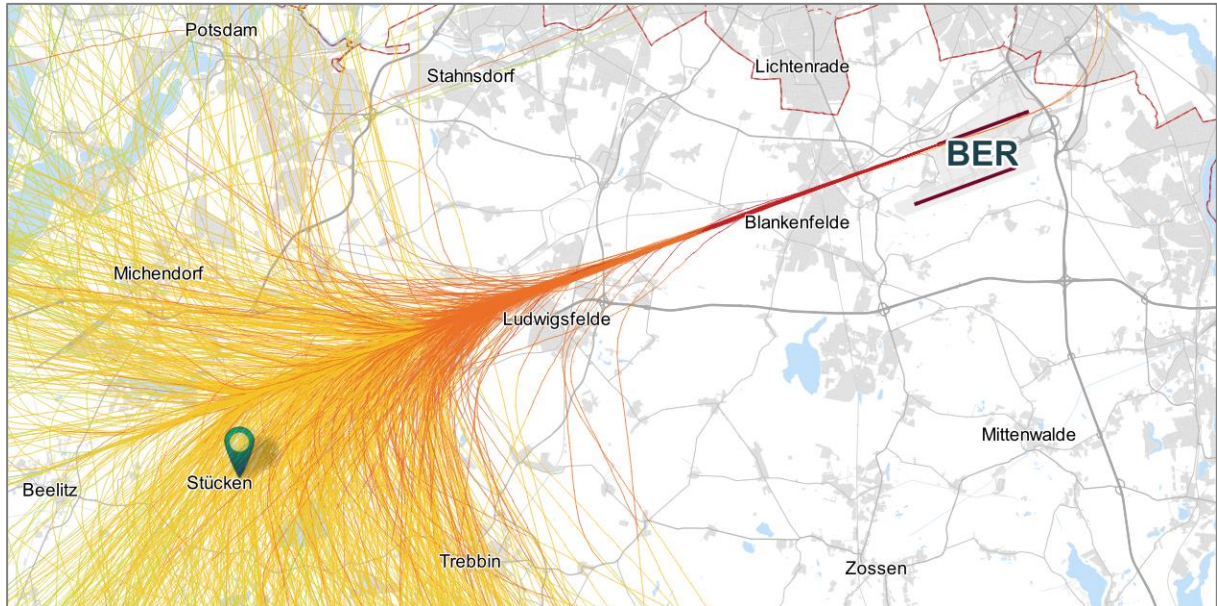 Potsdam
Stahnsdorf
Lichtenrade
BER
Blankenfelde
Michendorf
Ludwigsfelde
Mittenwalde
Beelitz
Stücken
Trebbin
Zossen